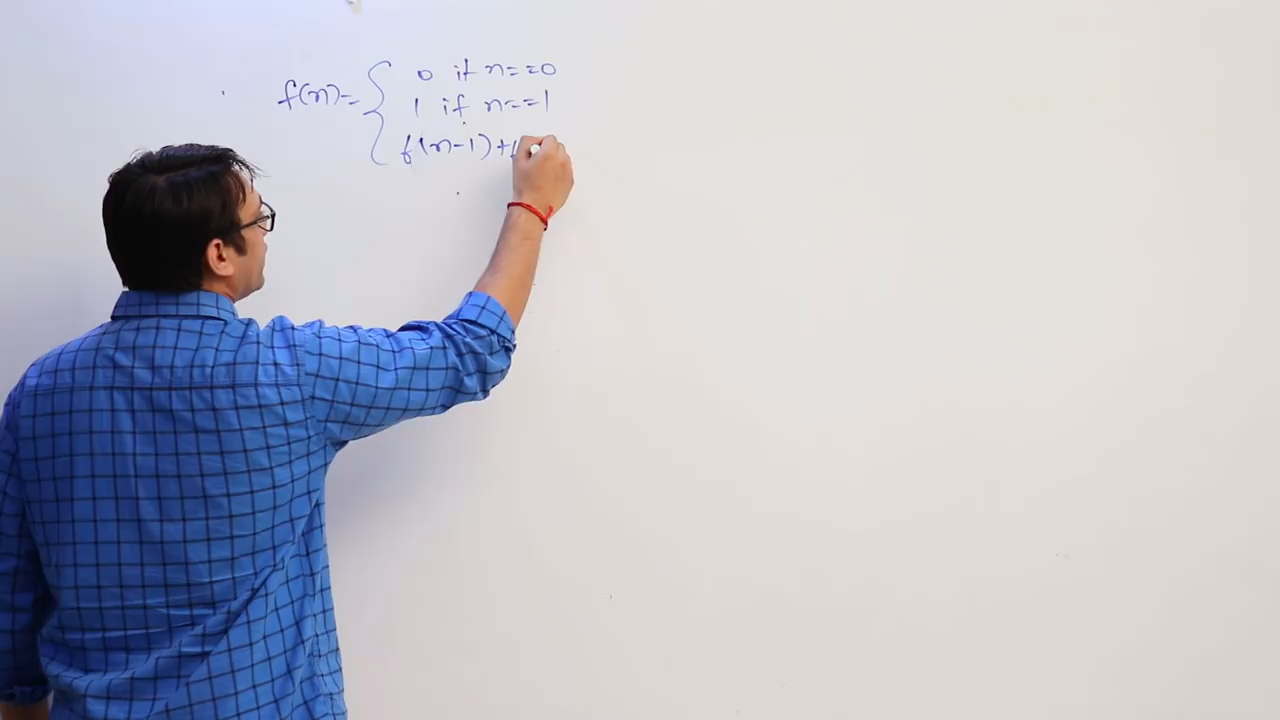 f(n)= { 0 if n==0
1 if n==1
f(n-1)+